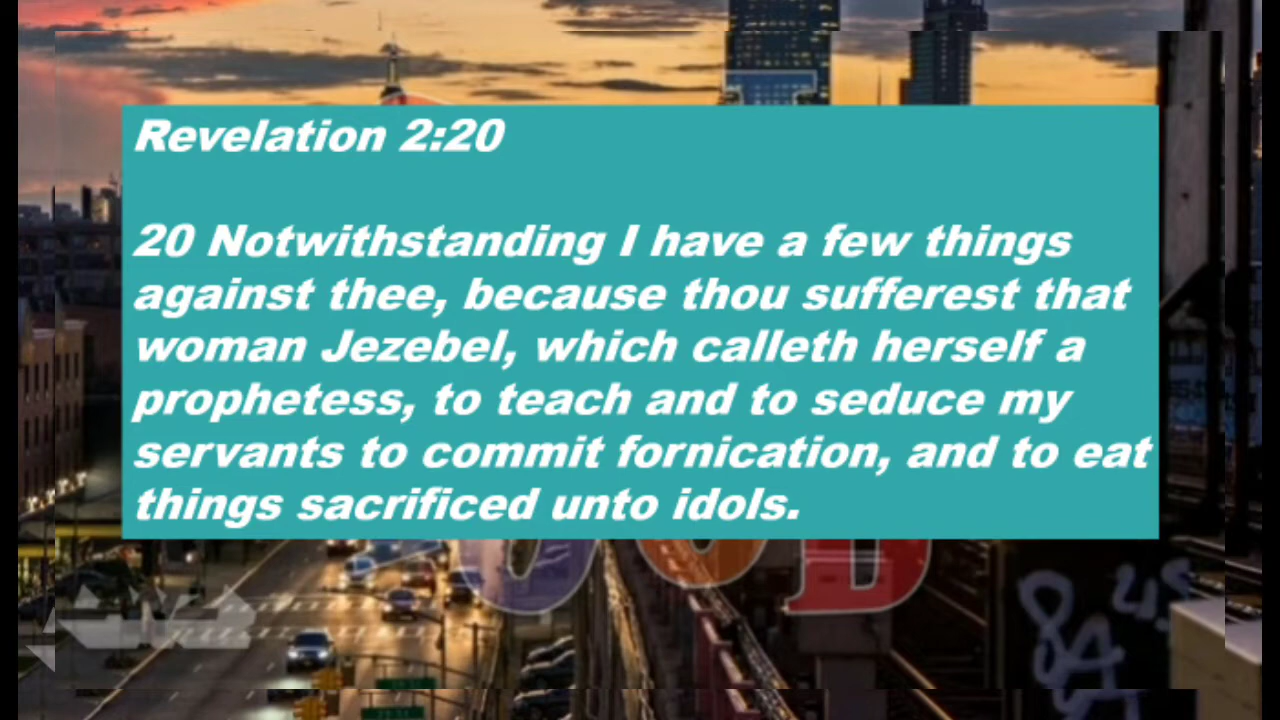 Revelation 2:20
20 Notwithstanding I have a few things
against thee, because thou sufferest that
woman Jezebel, which calleth herself a
prophetess, to teach and to seduce my
servants to commit fornication, and to eat
things sacrificed unto idols.